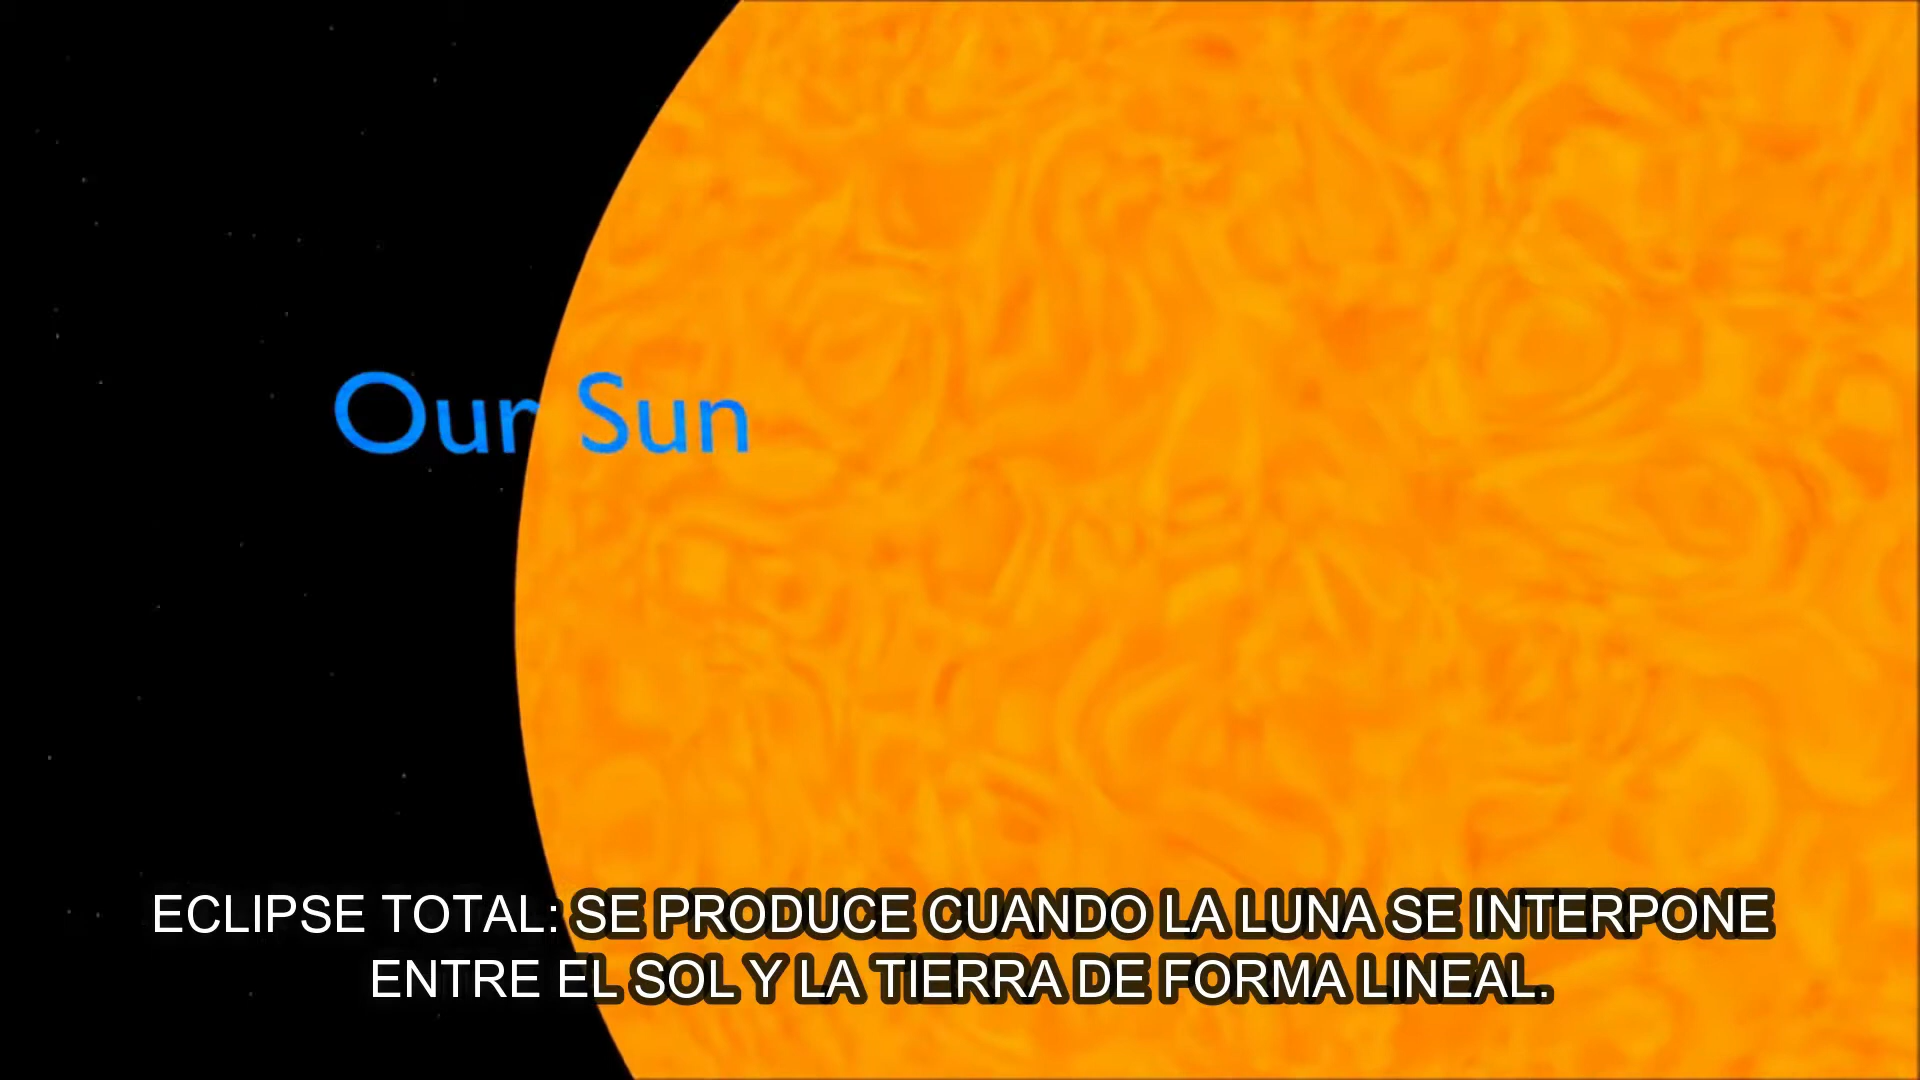 Our Sun
ECLIPSE TOTAL: SE PRODUCE CUANDO LA LUNA SE INTERPONE
ENTRE EL SOL Y LA TIERRA DE FORMA LINEAL.